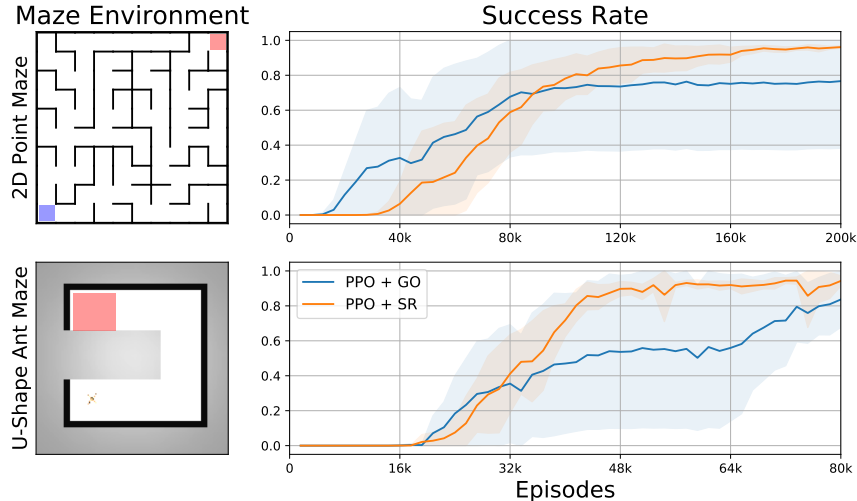 Maze Environment
Success Rate
2D Point Maze
1.0
0.8
0.6
0.4
0.2
0.0
0 40k 80k 120k 160k 200k
U-Shape Ant Maze
PPO + GO
PPO + SR
1.0
0.8
0.6
0.4
0.2
0.0
0 16k 32k 48k 64k 80k
Episodes